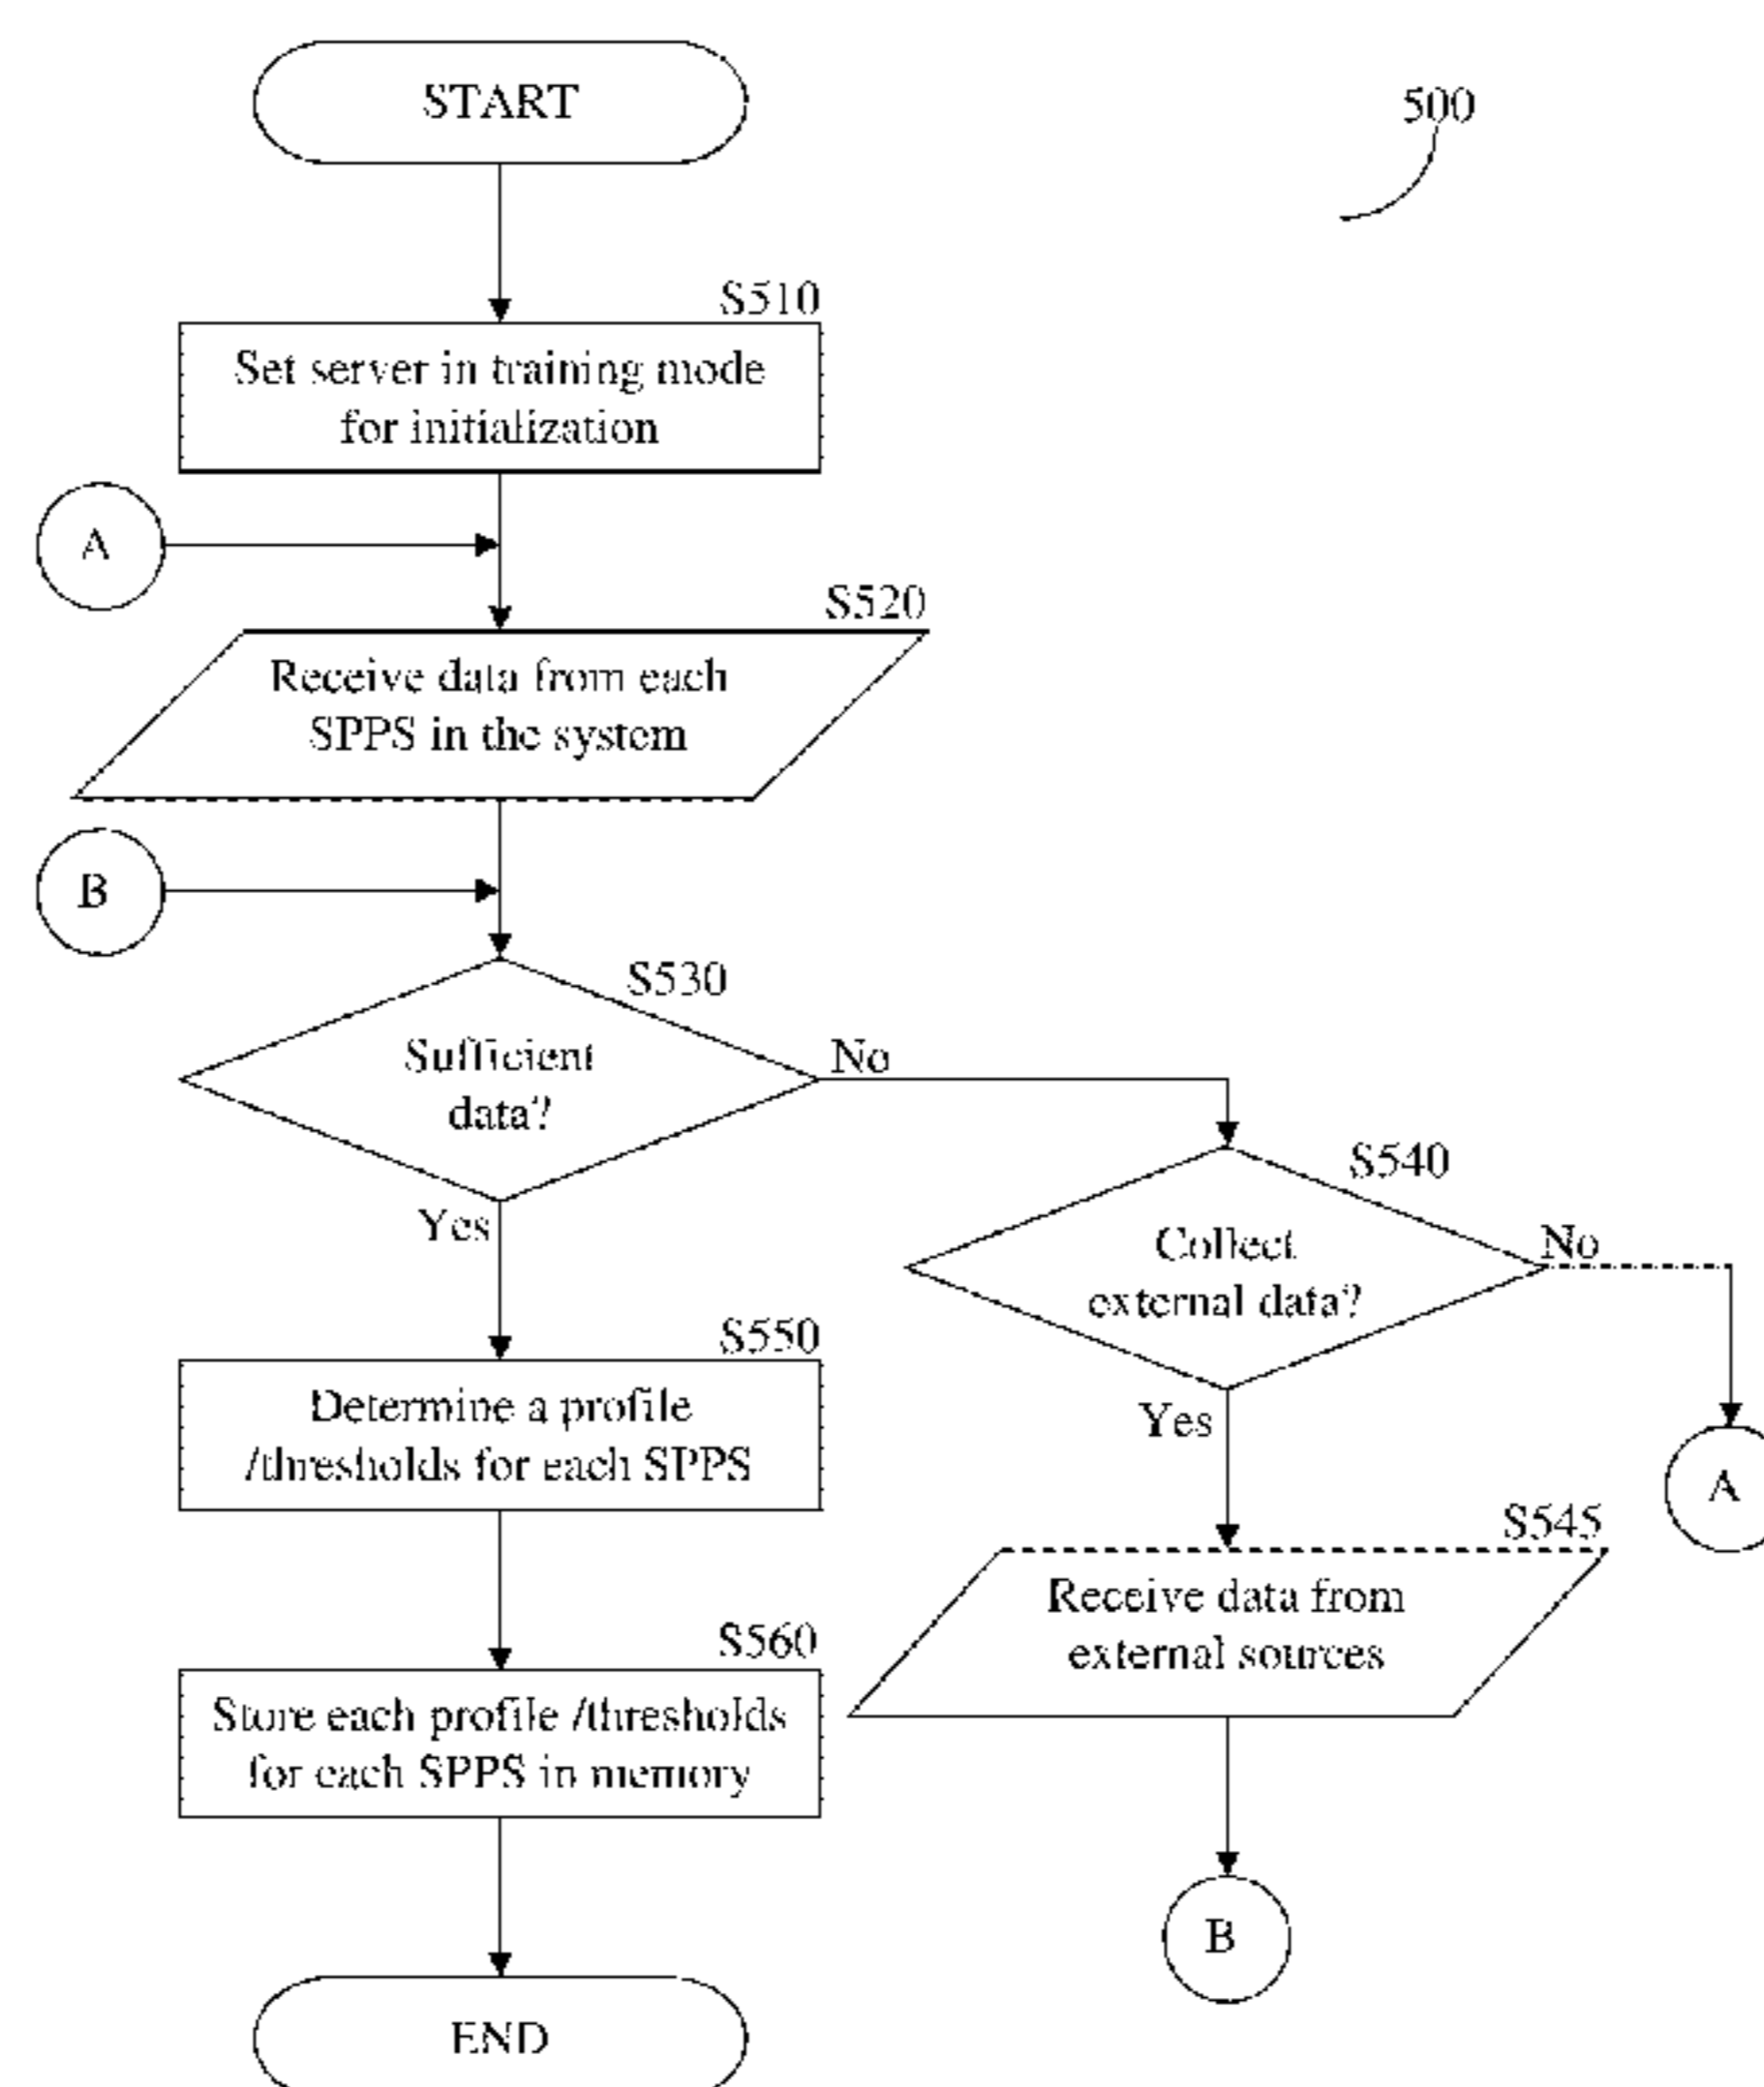 START
500
S510
Set server in training mode
for initialization
A
S520
Receive data from each
SPPS in the system
B
S530
Sufficient
data?
No
Yes
S540
Collect
external data?
No
Yes
A
S550
Determine a profile
/thresholds for each SPPS
S545
Receive data from
external sources
S560
Store each profile /thresholds
for each SPPS in memory
B
END